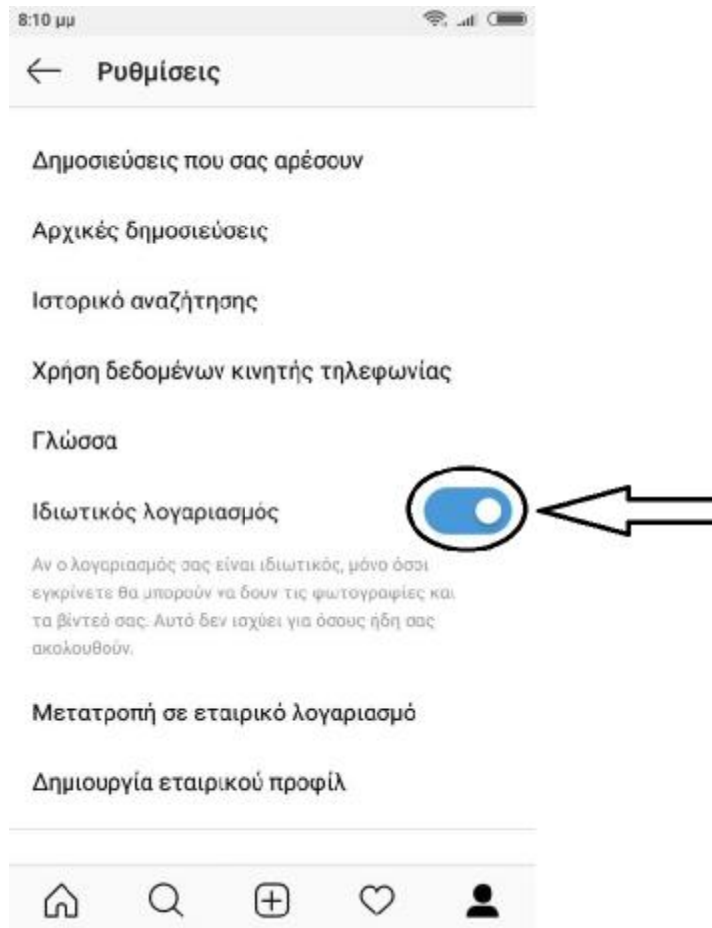 8:10 μμ
Ρυθμίσεις
Δημοσιεύσεις που σας αρέσουν
Αρχικές δημοσιεύσεις
Ιστορικό αναζήτησης
Χρήση δεδομένων κινητής τηλεφωνίας
Γλώσσα
Ιδιωτικός λογαριασμός
Αν ο λογαριασμός σας είναι ιδιωτικός, μόνο όσοι
εγκρίνετε θα μπορούν να δουν τις φωτογραφίες και
τα βίντεό σας. Αυτό δεν ισχύει για όσους ήδη σας
ακολουθούν.
Μετατροπή σε εταιρικό λογαριασμό
Δημιουργία εταιρικού προφίλ